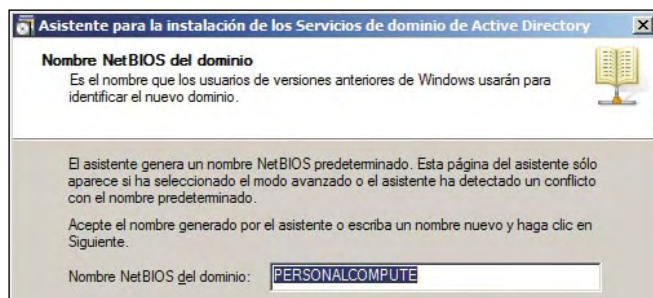 Asistente para la instalación de los Servicios de dominio de Active Directory
Nombre NetBIOS del dominio
Es el nombre que los usuarios de versiones anteriores de Windows usarán para
identificar el nuevo dominio.
El asistente genera un nombre NetBIOS predeterminado. Esta página del asistente sólo
aparece si ha seleccionado el modo avanzado o el asistente ha detectado un conflicto
con el nombre predeterminado.
Acepte el nombre generado por el asistente o escriba un nombre nuevo y haga clic en
Siguiente.
Nombre NetBIOS del dominio: PERSONALCOMPUTE